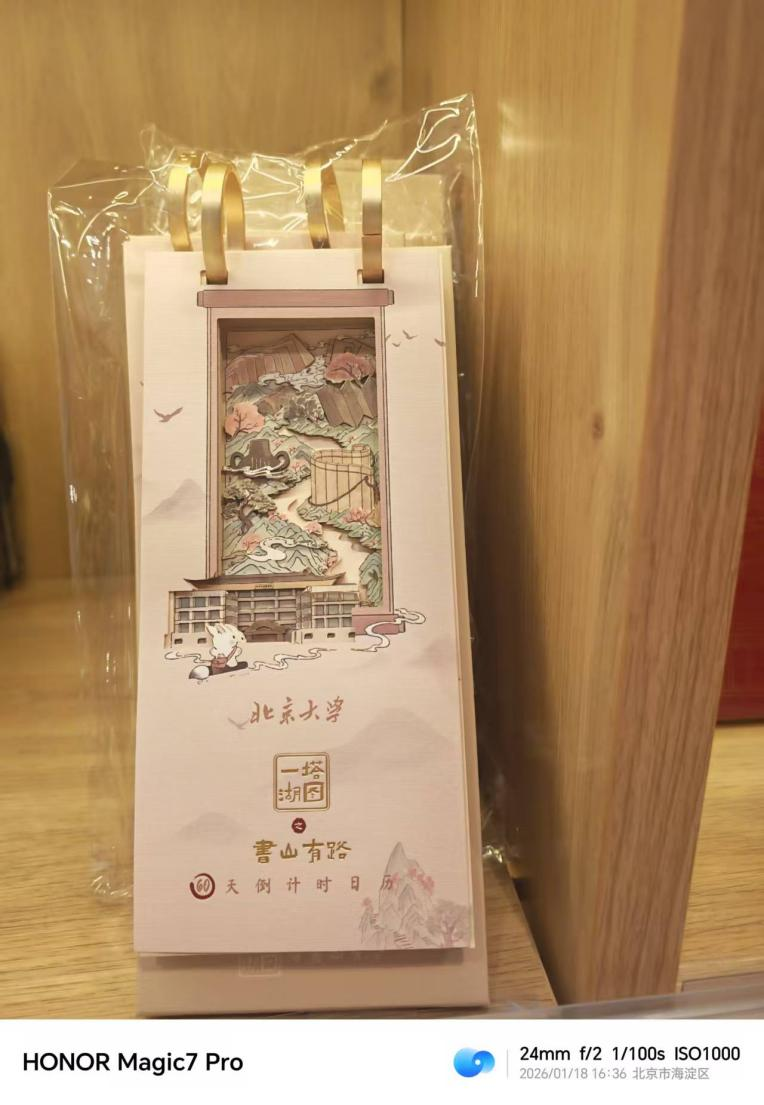 北京大学
一塔
湖图
之
書山有路
60天倒计时日历
HONOR Magic7 Pro
24mm f/2 1/100s ISO1000
2026/01/18 16:36 北京市海淀区